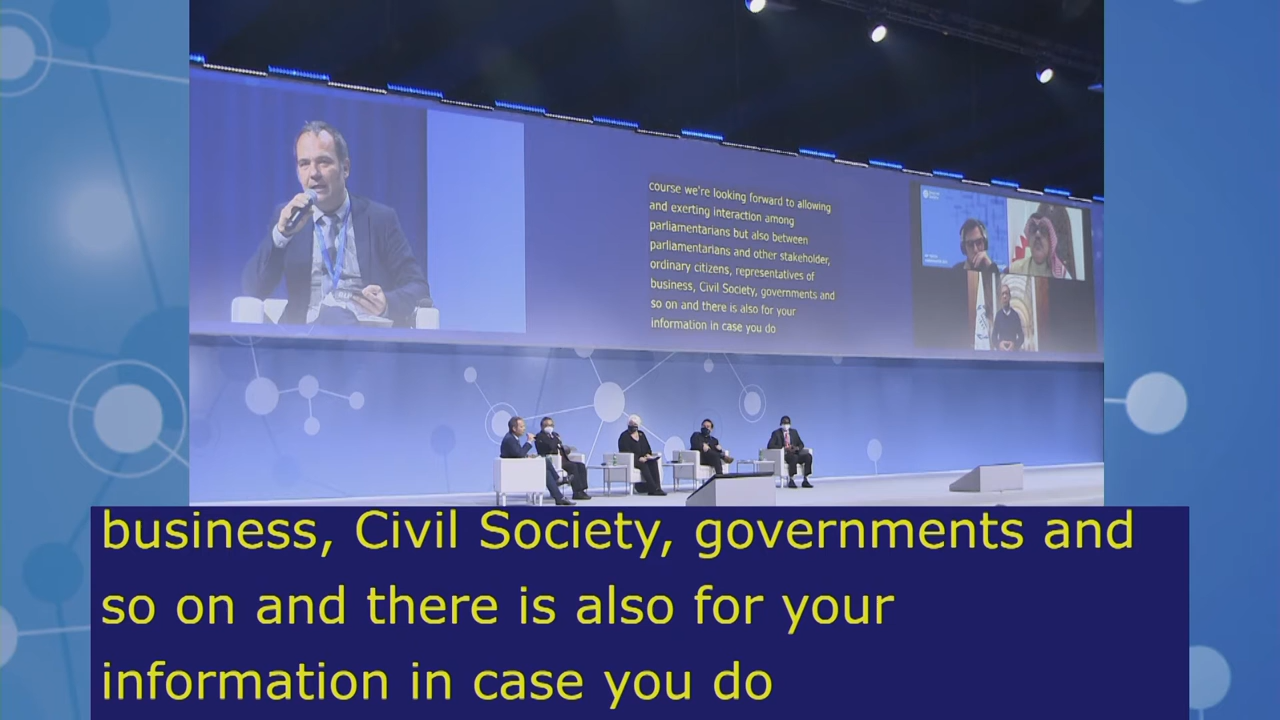 course we're looking forward to allowing
and exerting interaction among
parliamentarians but also between
parliamentarians and other stakeholder,
ordinary citizens, representatives of
business, Civil Society, governments and
so on and there is also for your
information in case you do
business, Civil Society, governments and
so on and there is also for your
information in case you do